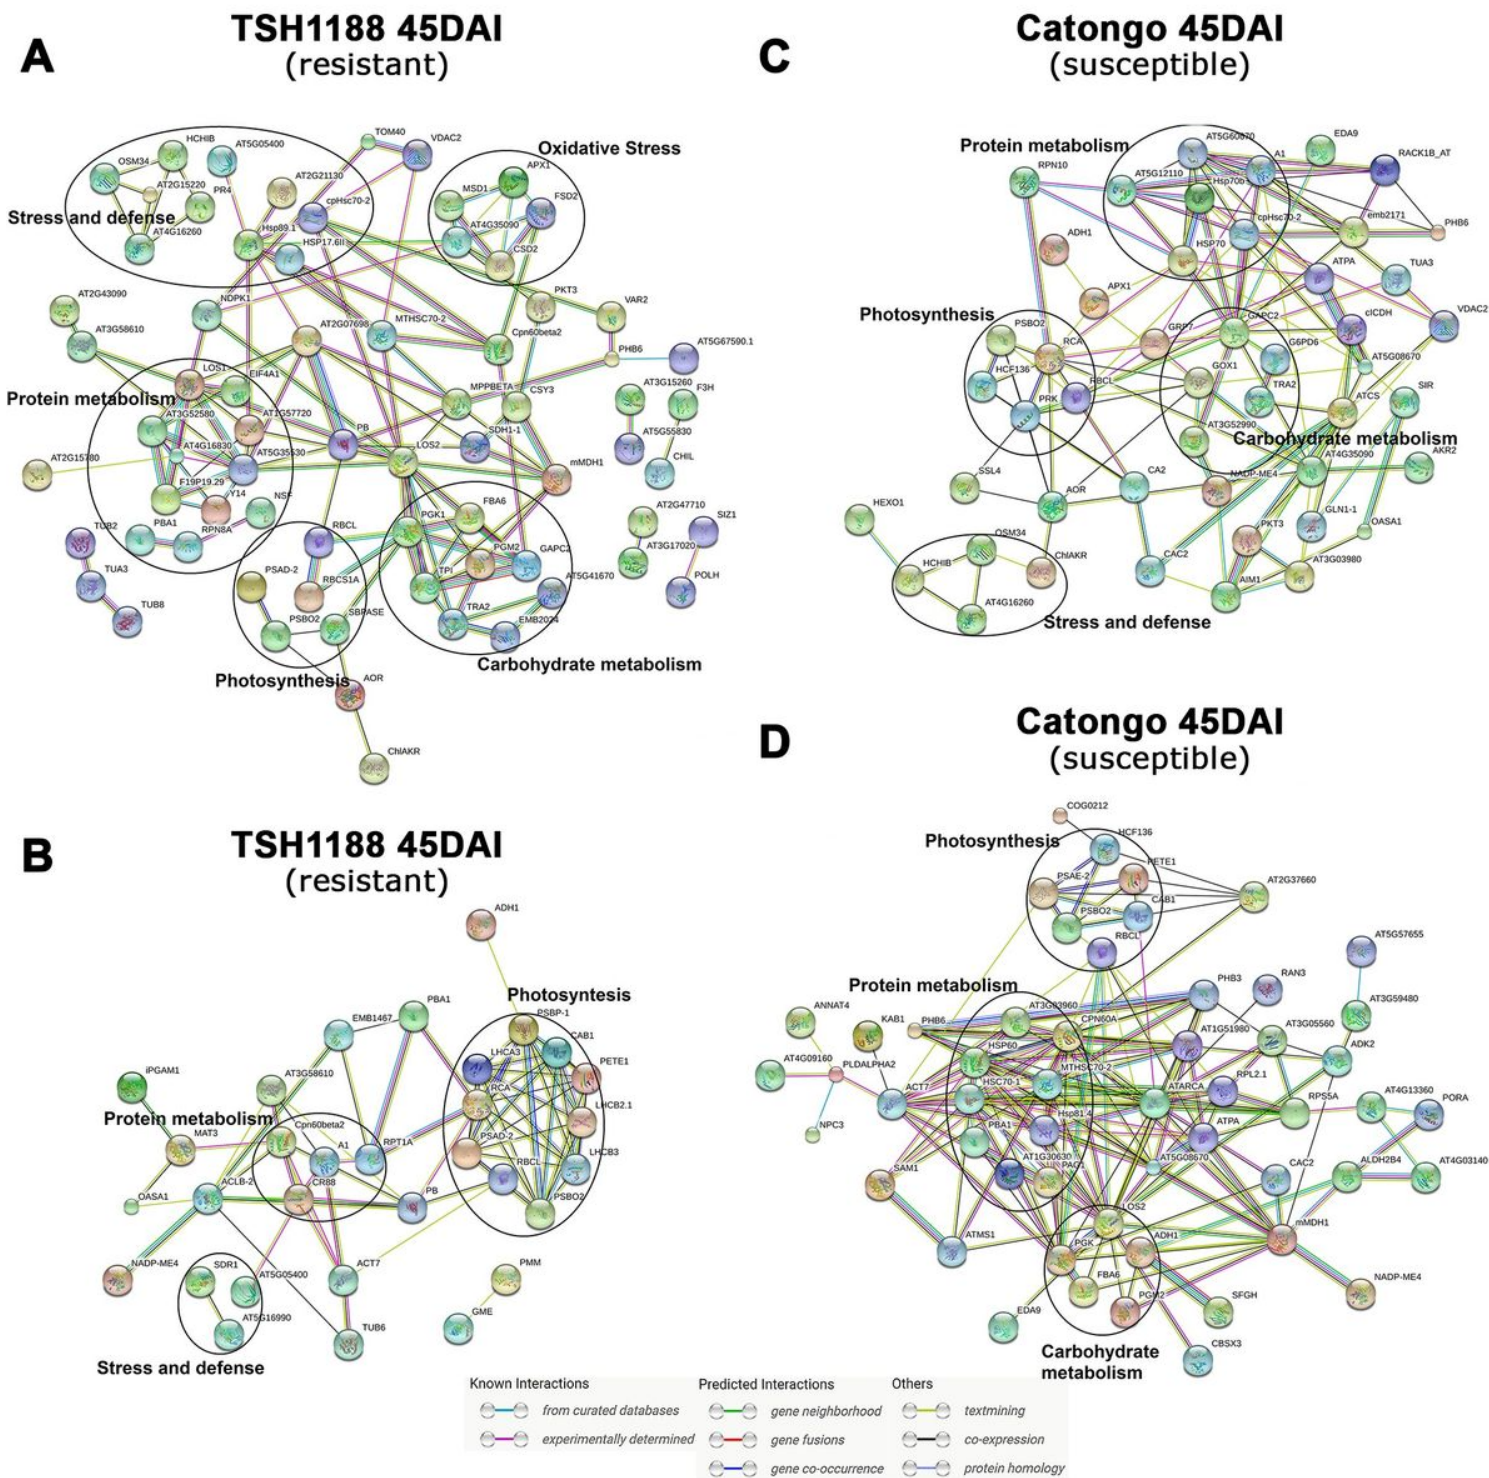 A
TSH1188 45DAI
(resistant)
TOM40
VDAC2
HCHIB
AT5G05400
OSM34
AT2G21130
AT2G15220
PR4
cpHsc70-2
Stress and defense
AT4G16260
Hsp89.1
HSP17.6II
Oxidative Stress
APX1
MSD1
FSD2
AT4G35090
CSD2
AT2G43090
NDPK1
PKT3
VAR2
AT3G58610
AT2G07698
MTHSC70-2
Cpn60beta2
PHB6
AT5G67590.1
LOS1
EIF4A1
MPPBETA
CSY3
AT3G15260
F3H
Protein metabolism
AT3G52580
AT1G57720
PB
SDH1-1
AT5G55830
AT4G16830
LOS2
AT2G15780
AT5G35530
mMDH1
CHIL
F19P19.29
Y14
NSF
PBA1
RPN8A
FBA6
PGK1
AT2G47710
SIZ1
TUB2
RBCL
PGM2
GAPC2
AT3G17020
TUA3
PSAD-2
RBCS1A
TPI
AT5G41670
POLH
TUB8
PSBO2
SBPASE
TRA2
EMB2024
Carbohydrate metabolism
Photosynthesis
AOR
ChlAKR
B
TSH1188 45DAI
(resistant)
ADH1
Photosyntesis
PBA1
PSBP-1
EMB1467
CAB1
LHCA3
PETE1
iPGAM1
AT3G58610
RCA
LHCB2.1
Protein metabolism
Cpn60beta2
MAT3
A1
RPT1A
PSAD-2
LHCB3
RBCL
OASA1
ACLB-2
CR88
PB
PSBO2
NADP-ME4
SDR1
AT5G05400
ACT7
PMM
AT5G16990
GME
TUB6
Stress and defense
C
Catongo 45DAI
(susceptible)
AT5G60670
EDA9
Protein metabolism
A1
RACK1B_AT
RPN10
AT5G12110
Hsp70b
cpHsc70-2
emb2171
PHB6
ADH1
HSP70
ATPA
TUA3
APX1
Photosynthesis
GRP7
GAPC2
cICDH
VDAC2
PSBO2
RCA
G6PD6
HCF136
GOX1
AT5G08670
RBCL
TRA2
SIR
PRK
ATCS
AT3G52990
Carbohydrate metabolism
AT4G35090
AKR2
SSL4
CA2
NADP-ME4
AOR
HEXO1
GLN1-1
OASA1
PKT3
OSM34
ChlAKR
HCHIB
CAC2
AT3G03980
AIM1
AT4G16260
Stress and defense
D
Catongo 45DAI
(susceptible)
COG0212
Photosynthesis
HCF136
PETE1
PSAE-2
AT2G37660
CAB1
PSBO2
RBCL
AT5G57655
PHB3
RAN3
Protein metabolism
ANNAT4
AT3G03960
AT3G59480
KAB1
PHB6
CPN60A
AT1G51980
AT3G05560
HSP60
ADK2
AT4G09160
PLDALPHA2
MTHSC70-2
ACT7
HSC70-1
ATARCA
RPL2.1
RPS5A
AT4G13360
PORA
NPC3
PBA1
Hsp81.4
ATPA
AT1G30630
AT5G08670
SAM1
PAC1
CAC2
ALDH2B4
AT4G03140
LOS2
mMDH1
ATMS1
PGK
ADH1
FBA6
NADP-ME4
PGM2
SFGH
EDA9
CBSX3
Carbohydrate
metabolism
Known Interactions
from curated databases
experimentally determined
Predicted Interactions
gene neighborhood
gene fusions
gene co-occurrence
Others
textmining
co-expression
protein homology